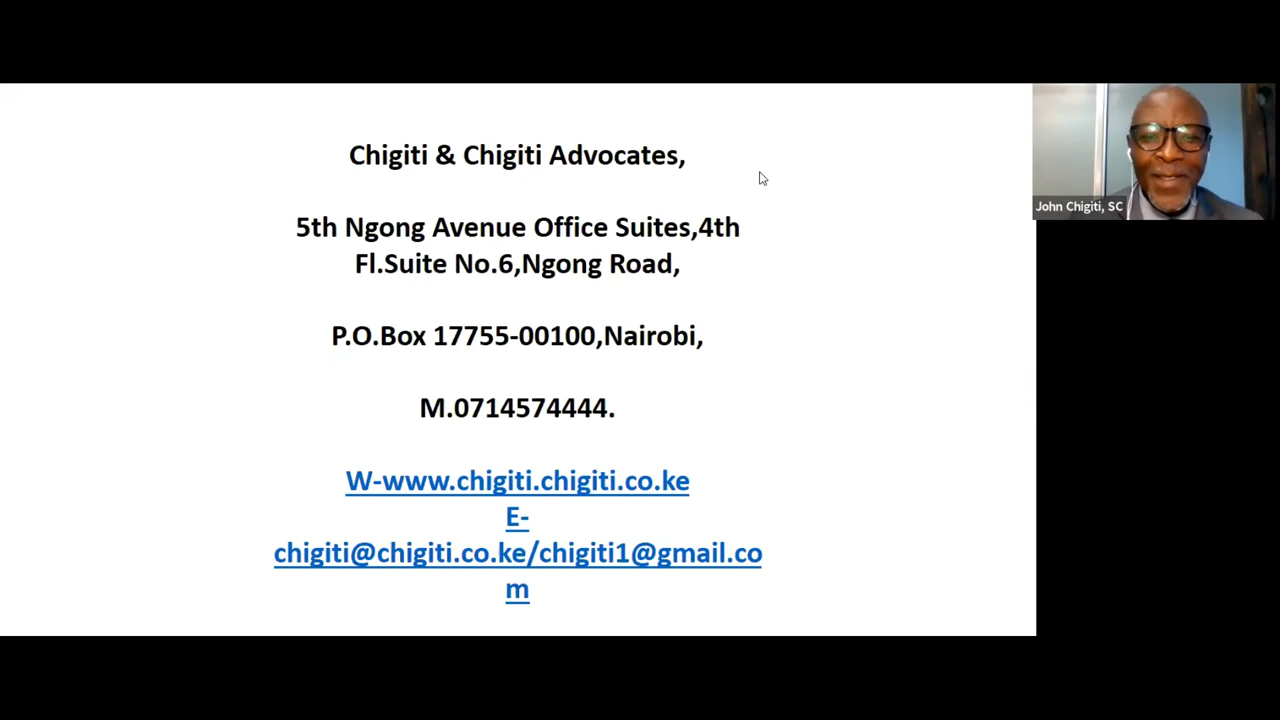 Chigiti & Chigiti Advocates,
5th Ngong Avenue Office Suites,4th
Fl.Suite No.6,Ngong Road,
P.O.Box 17755-00100,Nairobi,
M.0714574444.
W-www.chigiti.chigiti.co.ke
E-
chigiti@chigiti.co.ke/chigiti1@gmail.co
m
John Chigiti, SC